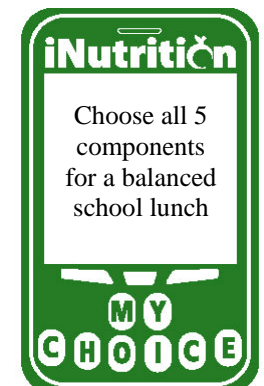 iNutrition
Choose all 5
components
for a balanced
school lunch
MY
CHOICE